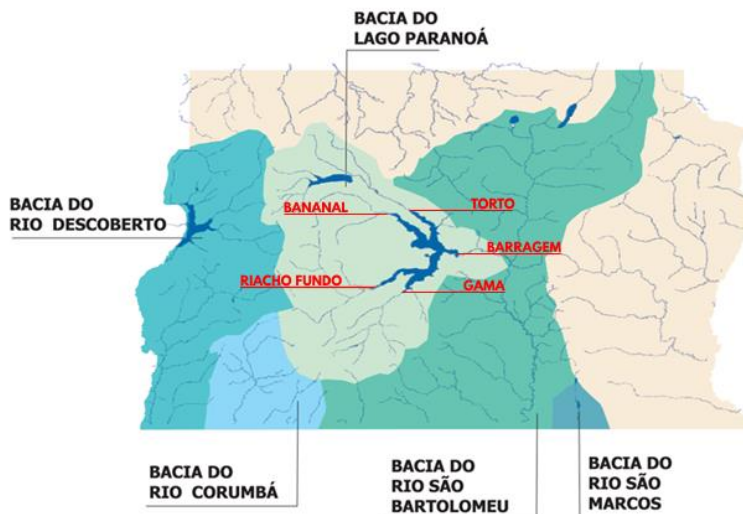 BACIA DO
LAGO PARANOÁ
BACIA DO
RIO DESCOBERTO
BANANAL
TORTO
BARRAGEM
RIACHO FUNDO
GAMA
BACIA DO
RIO CORUMBÁ
BACIA DO
RIO SÃO
BARTOLOMEU
BACIA DO
RIO SÃO
MARCOS